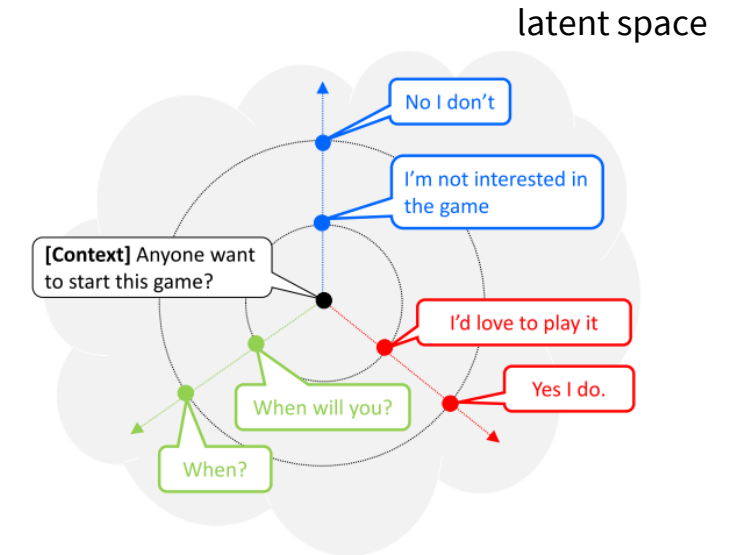 latent space
No I don’t
I’m not interested in
the game
[Context] Anyone want
to start this game?
I’d love to play it
Yes I do.
When will you?
When?